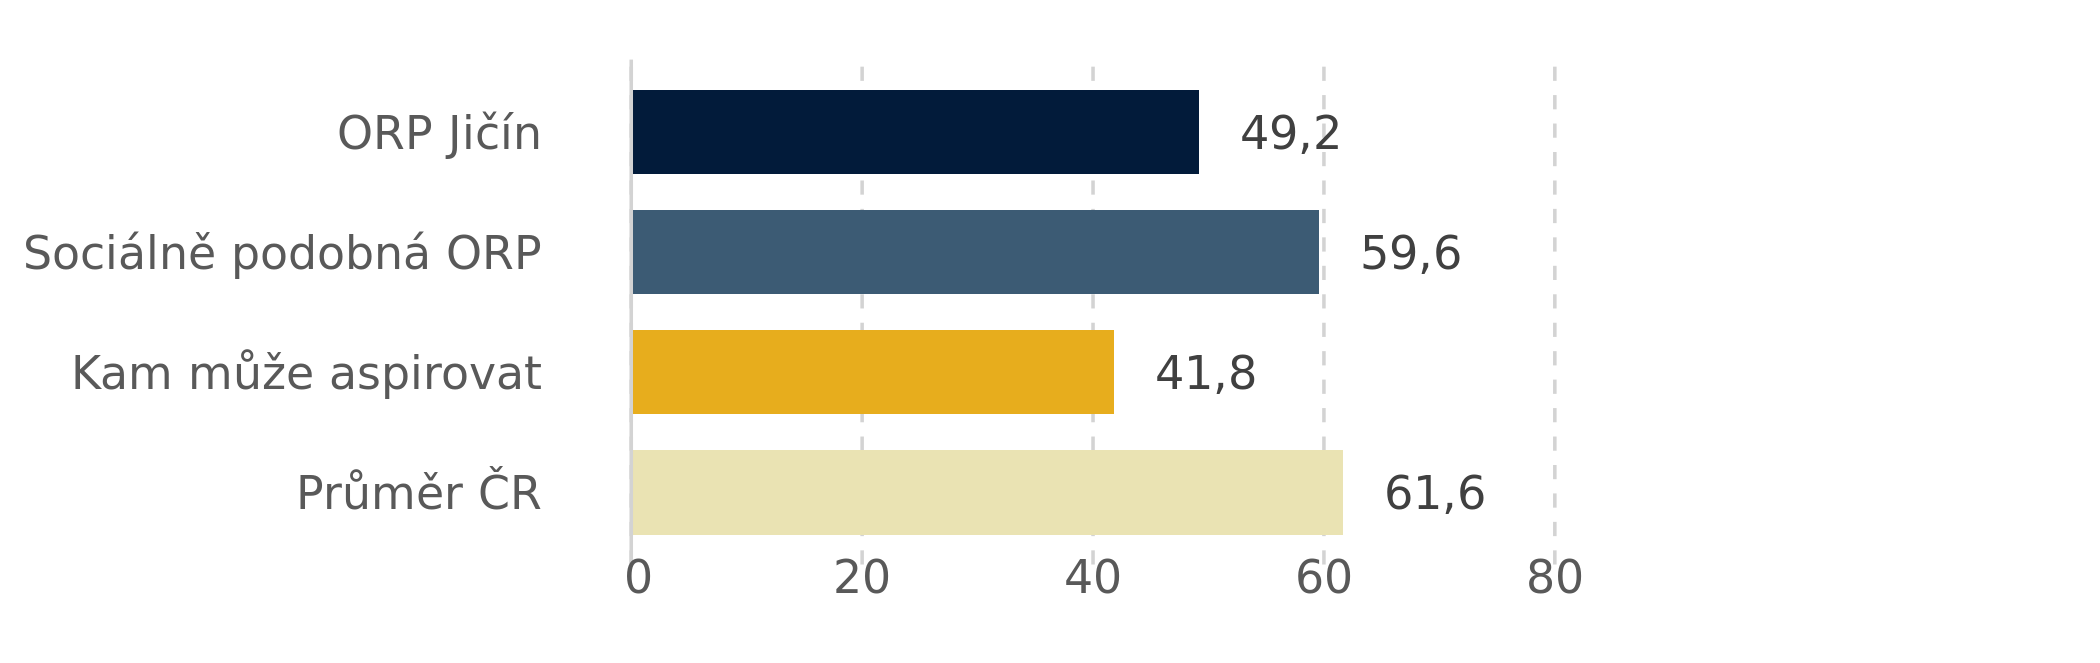 ORP Jičín 49,2
Sociálně podobná ORP 59,6
Kam může aspirovat 41,8
Průměr ČR 61,6
0 20 40 60 80